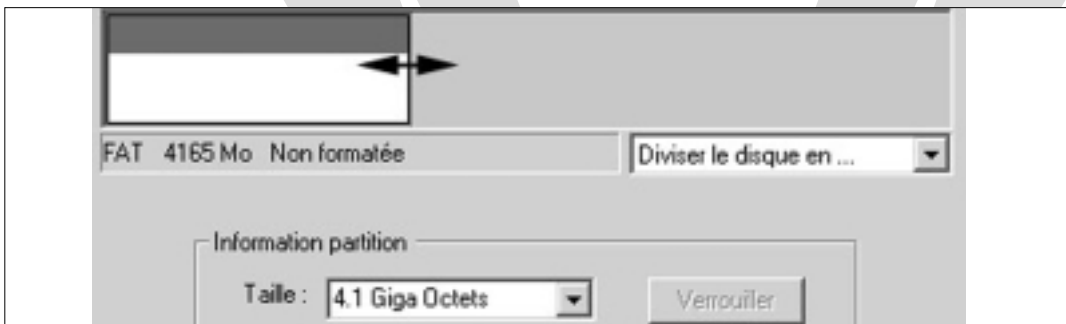 FAT 4165 Mo Non formatée
Diviser le disque en ...
Information partition
Taille : 4.1 Giga Octets
Verrouiller